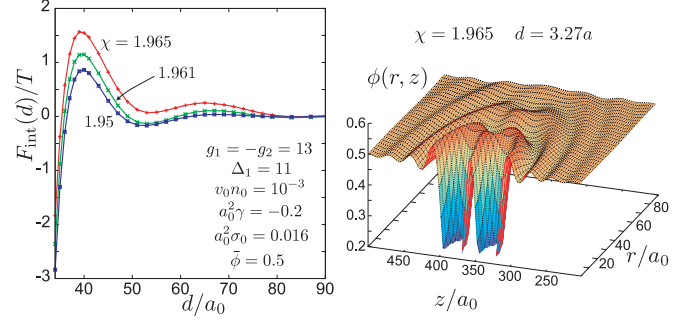 2
1
0
-1
-2
-3
F_int(d)/T
40 50 60 70 80 90
d/a_0
χ = 1.965
1.961
1.95
g_1 = −g_2 = 13
Δ_1 = 11
v_0n_0 = 10^{−3}
a_0^2γ = −0.2
a_0^2σ_0 = 0.016
ϕ̄ = 0.5
χ = 1.965 d = 3.27a
ϕ(r, z)
0.6
0.5
0.4
0.3
0.2
450 400 350 300 250
z/a_0
20 40 60 80
r/a_0